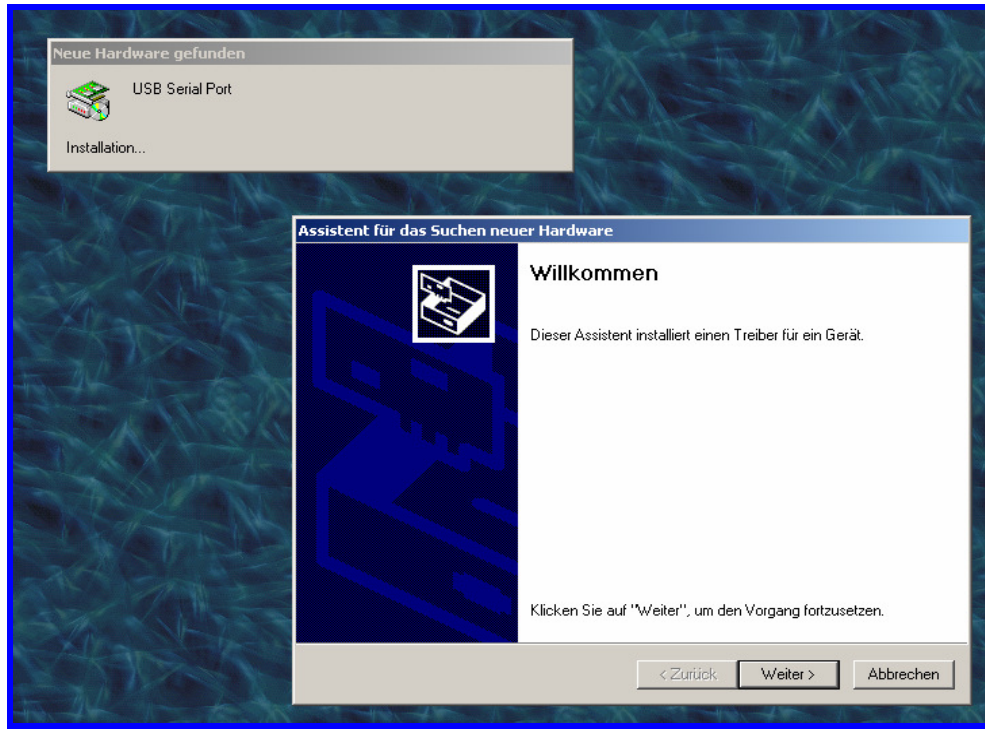 Neue Hardware gefunden
USB Serial Port
Installation...
Assistent für das Suchen neuer Hardware
Willkommen
Dieser Assistent installiert einen Treiber für ein Gerät.
Klicken Sie auf "Weiter", um den Vorgang fortzusetzen.
< Zurück Weiter > Abbrechen